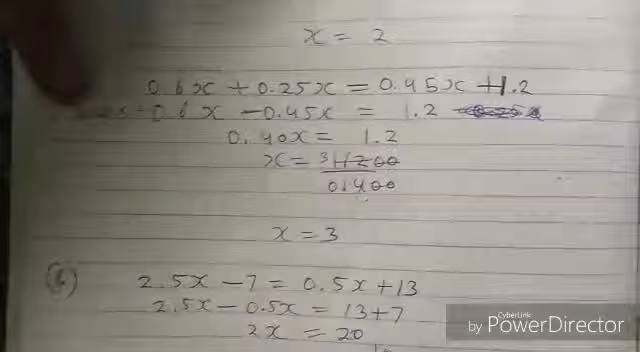 x = 2
0.6x + 0.25x = 0.45x + 1.2
0.6x - 0.45x = 1.2
0.40x = 1.2
x =
x = 3
2.5x - 7 = 0.5x + 13
2.5x - 0.5x = 13 + 7
2x = 20
by CyberLink PowerDirector